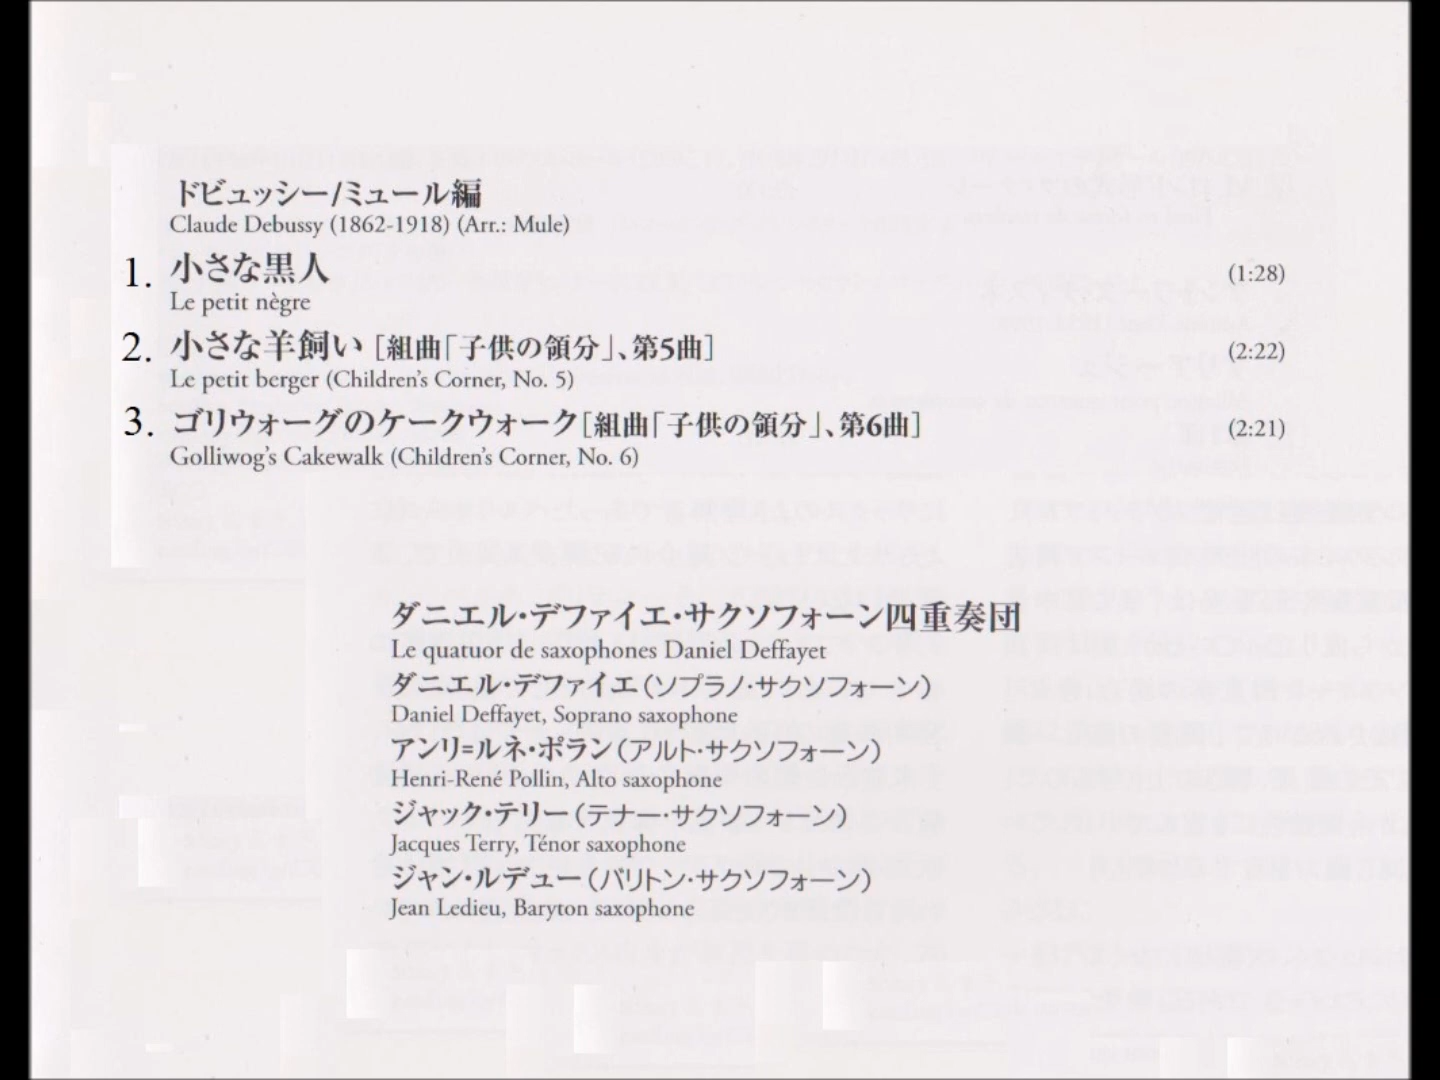 ドビュッシー/ミュール編
Claude Debussy (1862-1918) (Arr.: Mule)
1. 小さな黒人 (1:28)
Le petit nègre
2. 小さな羊飼い [組曲「子供の領分」、第5曲] (2:22)
Le petit berger (Children's Corner, No. 5)
3. ゴリウォーグのケークウォーク [組曲「子供の領分」、第6曲] (2:21)
Golliwog's Cakewalk (Children's Corner, No. 6)
ダニエル・デファイエ・サクソフォーン四重奏団
Le quatuor de saxophones Daniel Deffayet
ダニエル・デファイエ（ソプラノ・サクソフォーン）
Daniel Deffayet, Soprano saxophone
アンリ=ルネ・ポラン（アルト・サクソフォーン）
Henri-René Pollin, Alto saxophone
ジャック・テリー（テナー・サクソフォーン）
Jacques Terry, Ténor saxophone
ジャン・ルデュー（バリトン・サクソフォーン）
Jean Ledieu, Baryton saxophone